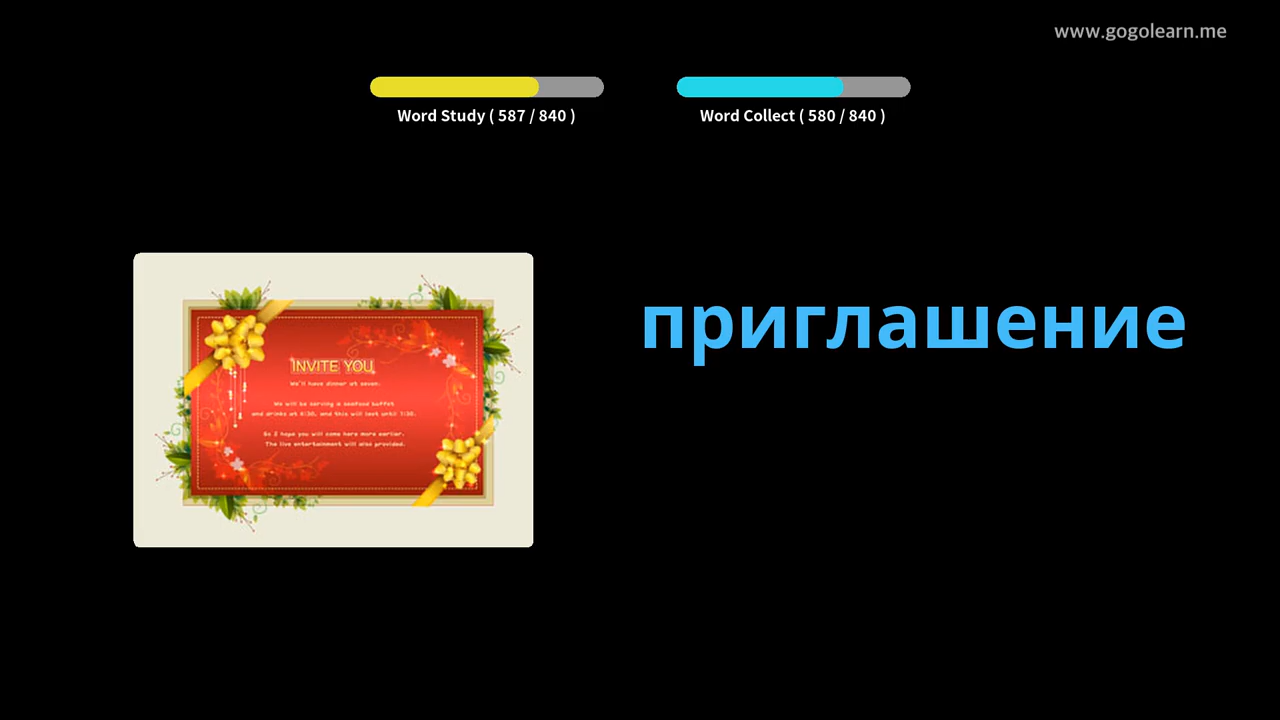 www.gogolearn.me
Word Study ( 587 / 840 )
Word Collect ( 580 / 840 )
приглашение
INVITE YOU
We'll have dinner at seven.
We will be serving a seafood buffet
and drinks at 6:30, and this will last until 7:30.
So I hope you will come here more earlier.
The live entertainment will also provided.